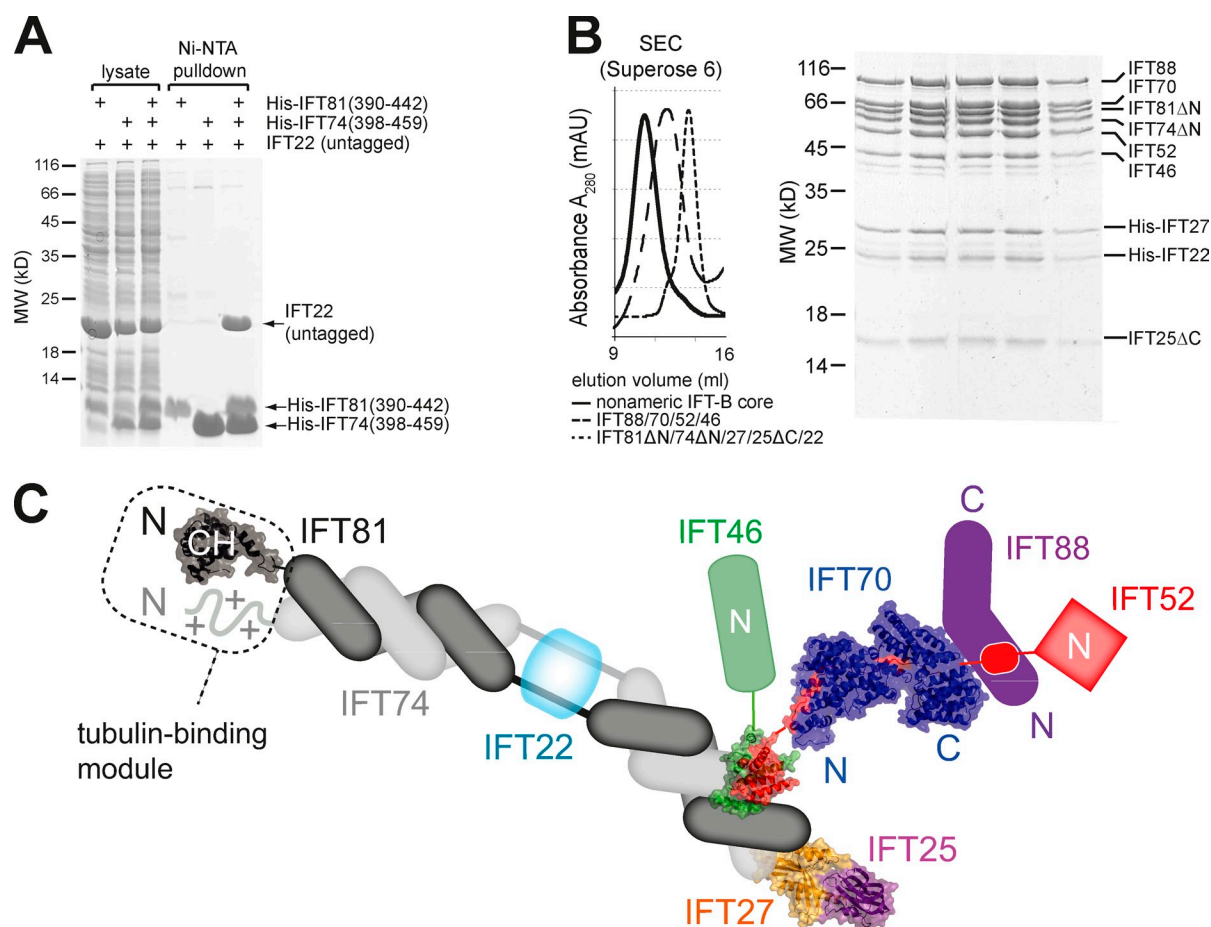 A
Ni-NTA
lysate pulldown
+ + + + His-IFT81(390-442)
+ + + + His-IFT74(398-459)
+ + + + + + IFT22 (untagged)
116
66
45
35
25
18
14
MW (kD)
IFT22
(untagged)
His-IFT81(390-442)
His-IFT74(398-459)
B
SEC
(Superose 6)
Absorbance A280 (mAU)
9 16
elution volume (ml)
nonameric IFT-B core
IFT88/70/52/46
IFT81ΔN/74ΔN/27/25ΔC/22
116
66
45
35
25
18
14
MW (kD)
IFT88
IFT70
IFT81ΔN
IFT74ΔN
IFT52
IFT46
His-IFT27
His-IFT22
IFT25ΔC
C
N
CH
IFT81
N
+ + +
IFT74
tubulin-binding
module
IFT22
IFT46
N
IFT70
N
C
C
IFT88
N
IFT52
N
IFT25
IFT27